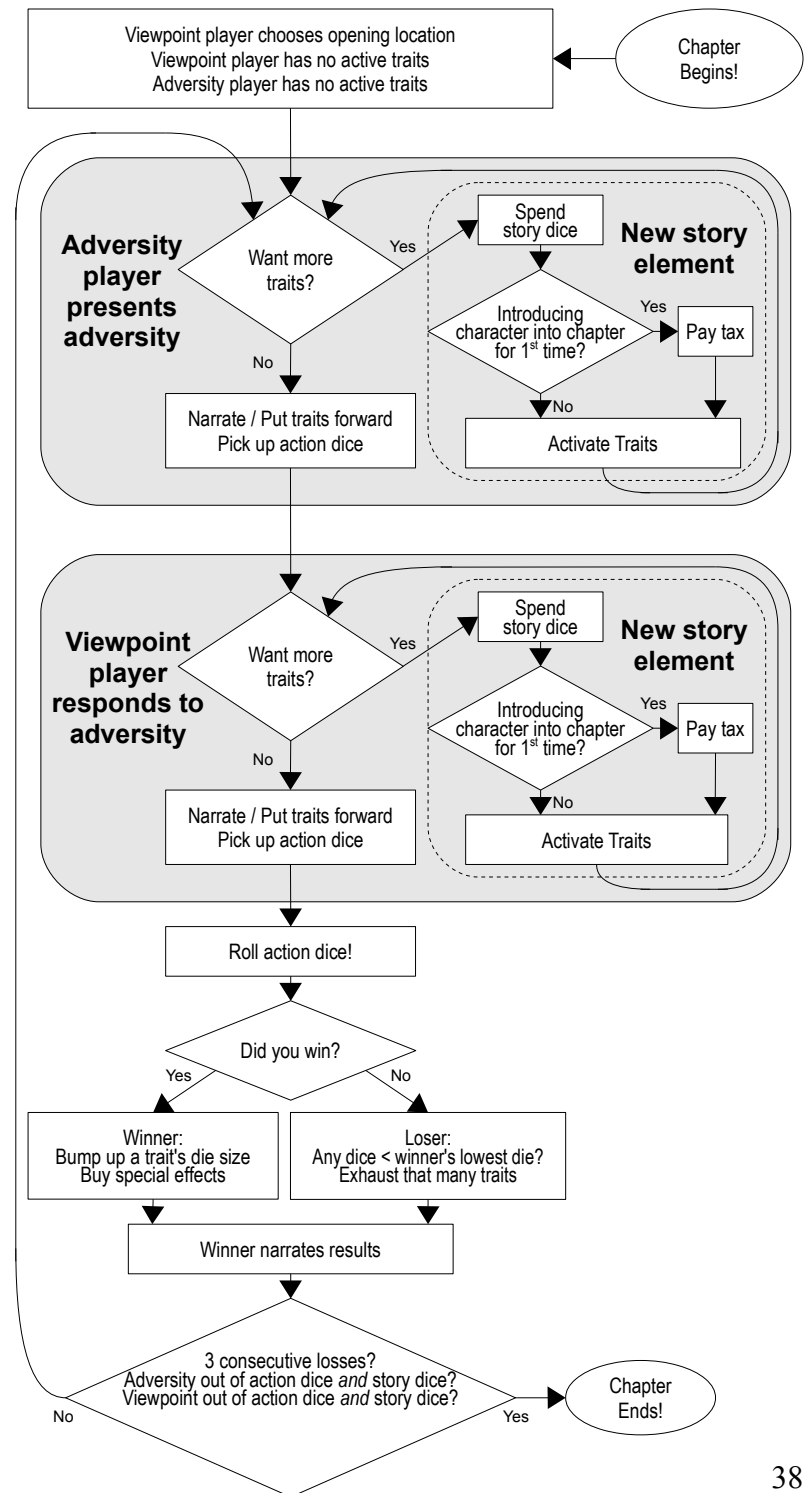 Viewpoint player chooses opening location
Viewpoint player has no active traits
Adversity player has no active traits
Chapter
Begins!
Adversity
player
presents
adversity
Want more
traits?
Yes
No
Spend
story dice
New story
element
Introducing
character into chapter
for 1st time?
Yes
Pay tax
No
Activate Traits
Narrate / Put traits forward
Pick up action dice
Viewpoint
player
responds to
adversity
Want more
traits?
Yes
No
Spend
story dice
New story
element
Introducing
character into chapter
for 1st time?
Yes
Pay tax
No
Activate Traits
Narrate / Put traits forward
Pick up action dice
Roll action dice!
Did you win?
Yes
No
Winner:
Bump up a trait's die size
Buy special effects
Loser:
Any dice < winner's lowest die?
Exhaust that many traits
Winner narrates results
3 consecutive losses?
Adversity out of action dice and story dice?
Viewpoint out of action dice and story dice?
No
Yes
Chapter
Ends!
38